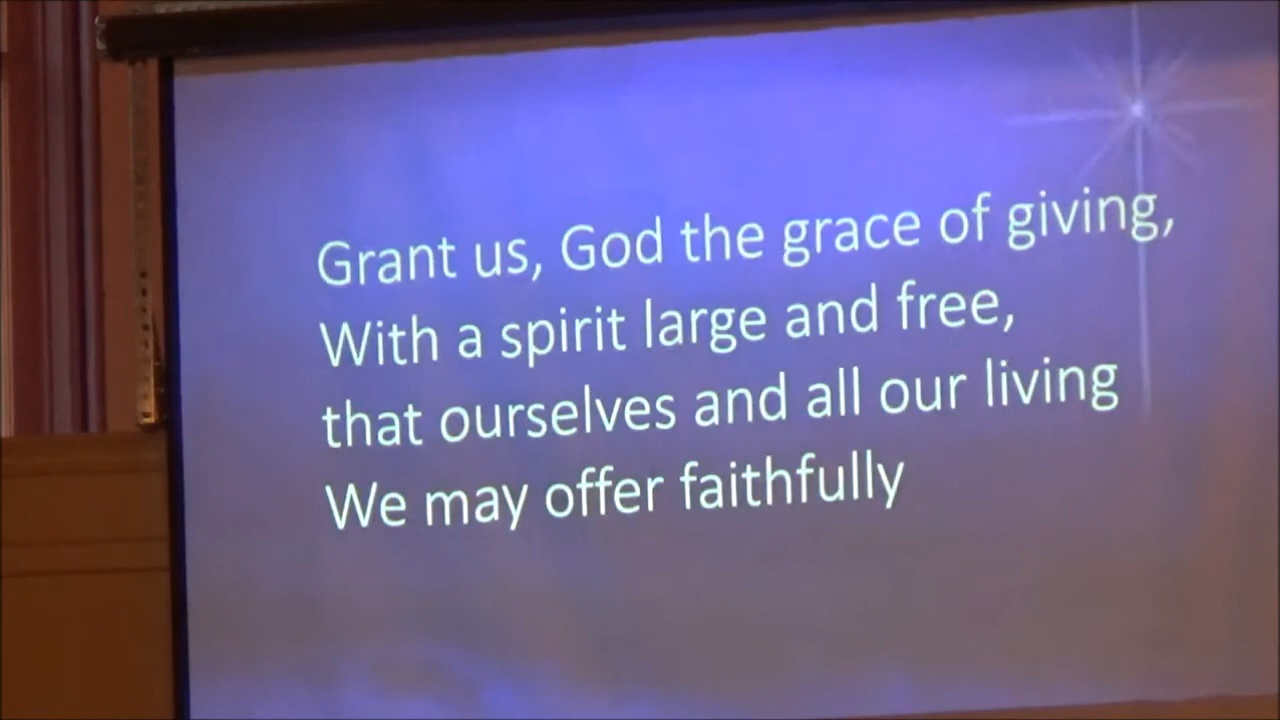 Grant us, God the grace of giving,
With a spirit large and free,
that ourselves and all our living
We may offer faithfully